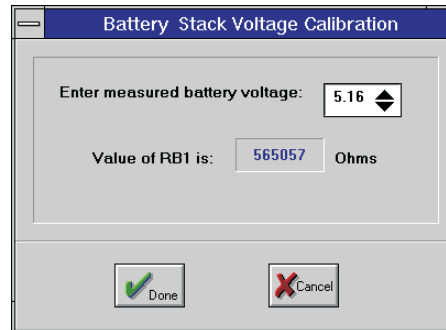 Battery Stack Voltage Calibration
Enter measured battery voltage: 5.16
Value of RB1 is: 565057 Ohms
Done Cancel